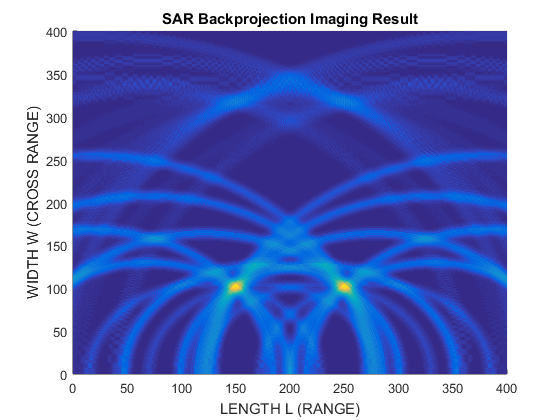 SAR Backprojection Imaging Result
400
350
300
250
200
150
100
50
0
WIDTH W (CROSS RANGE)
0 50 100 150 200 250 300 350 400
LENGTH L (RANGE)